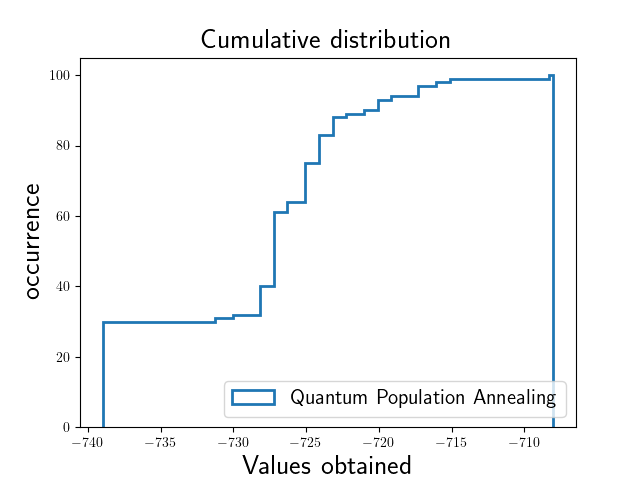 Cumulative distribution
occurrence
100
80
60
40
20
0
−740 −735 −730 −725 −720 −715 −710
Values obtained
Quantum Population Annealing